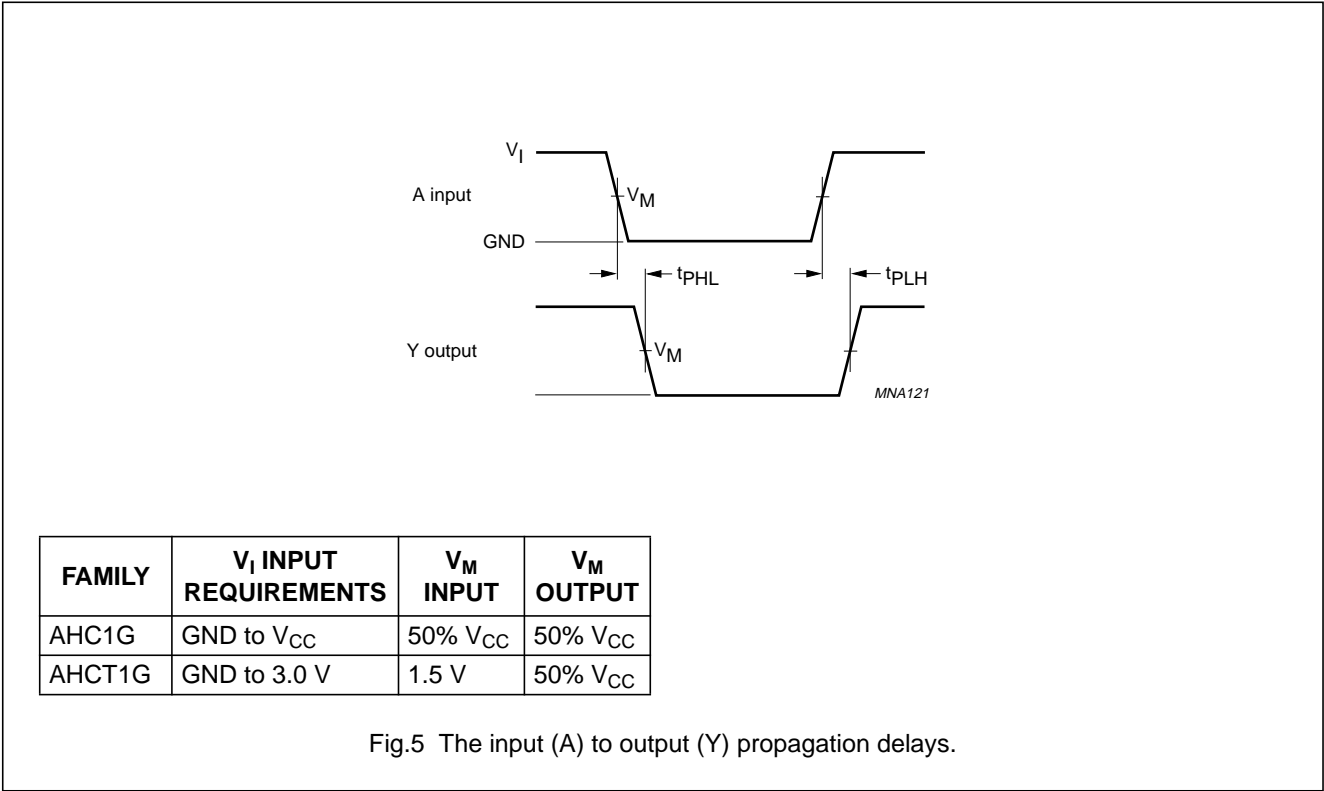 VI
A input
VM
GND
tPHL
tPLH
Y output
VM
MNA121
FAMILY VI INPUT REQUIREMENTS VM INPUT VM OUTPUT
AHC1G GND to VCC 50% VCC 50% VCC
AHCT1G GND to 3.0 V 1.5 V 50% VCC
Fig.5 The input (A) to output (Y) propagation delays.